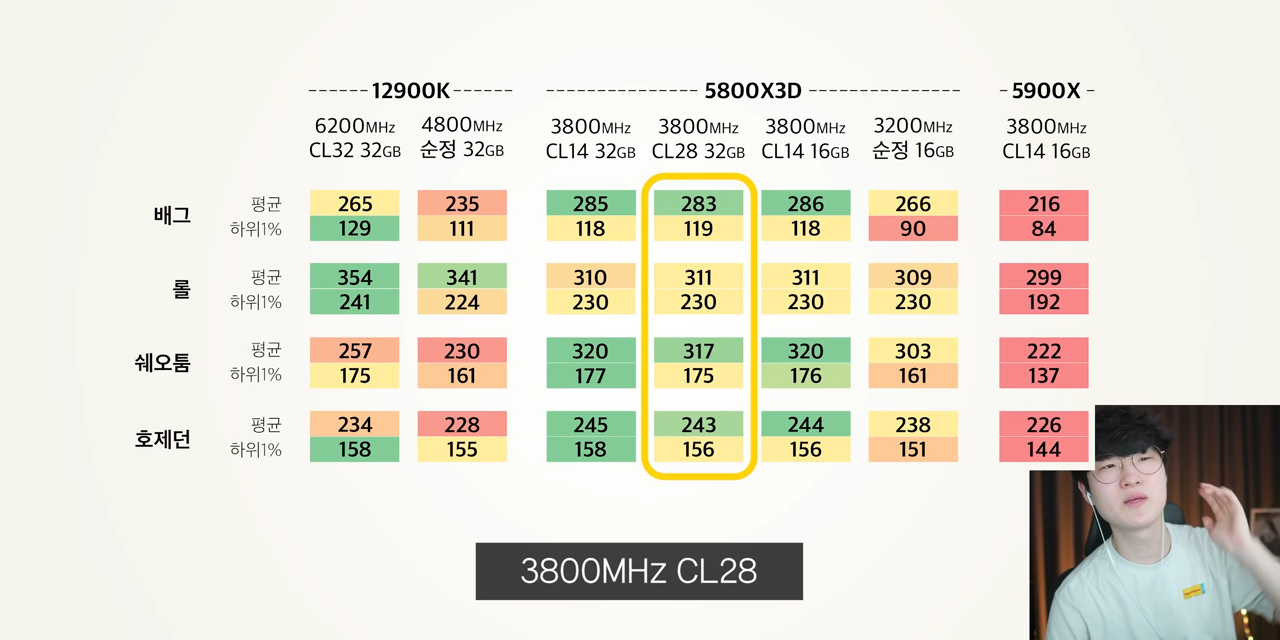 12900K 5800X3D 5900X
6200MHz 4800MHz 3800MHz 3800MHz 3800MHz 3200MHz 3800MHz
CL32 32GB 순정 32GB CL14 32GB CL28 32GB CL14 16GB 순정 16GB CL14 16GB
배그
평균 265 235 285 283 286 266 216
하위1% 129 111 118 119 118 90 84
롤
평균 354 341 310 311 311 309 299
하위1% 241 224 230 230 230 230 192
쉐오툼
평균 257 230 320 317 320 303 222
하위1% 175 161 177 175 176 161 137
호제던
평균 234 228 245 243 244 238 226
하위1% 158 155 158 156 156 151 144
3800MHz CL28